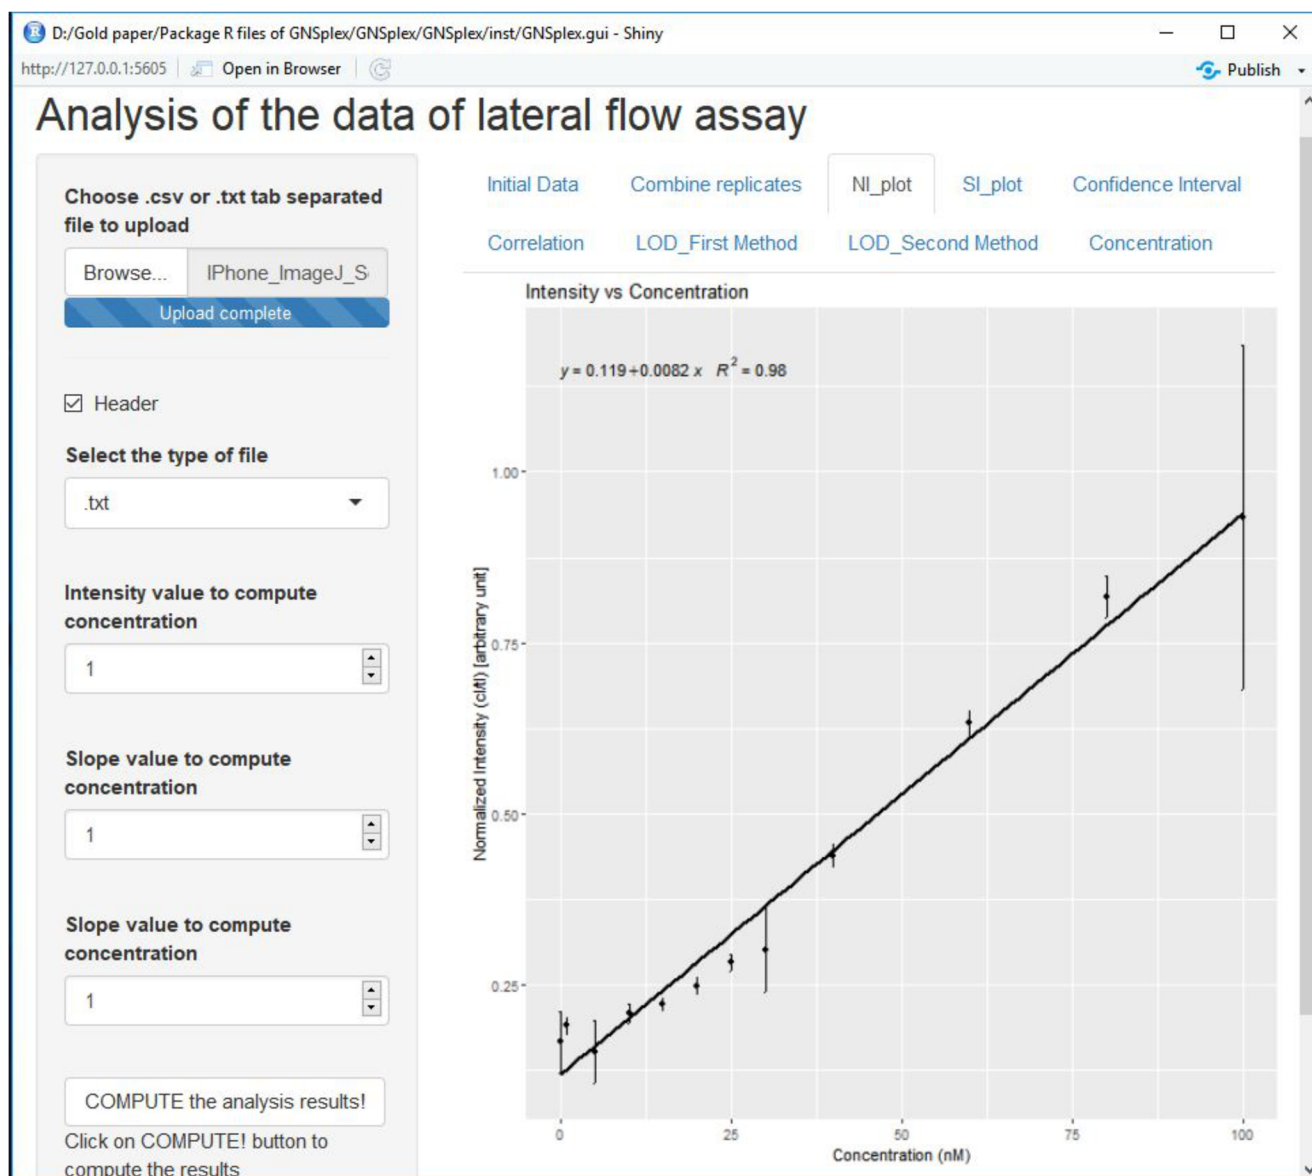 D:/Gold paper/Package R files of GNSplex/GNSplex/GNSplex/inst/GNSplex.gui - Shiny
http://127.0.0.1:5605 Open in Browser Publish
Analysis of the data of lateral flow assay
Choose .csv or .txt tab separated
file to upload
Browse... IPhone_ImageJ_S
Upload complete
Header
Select the type of file
.txt
Intensity value to compute
concentration
1
Slope value to compute
concentration
1
Slope value to compute
concentration
1
COMPUTE the analysis results!
Click on COMPUTE! button to
compute the results
Initial Data Combine replicates NI_plot SI_plot Confidence Interval
Correlation LOD_First Method LOD_Second Method Concentration
Intensity vs Concentration
y = 0.119+0.0082 x R² = 0.98
Normalized Intensity (cl/tl) [arbitrary unit]
1.00
0.75
0.50
0.25
0 25 50 75 100
Concentration (nM)